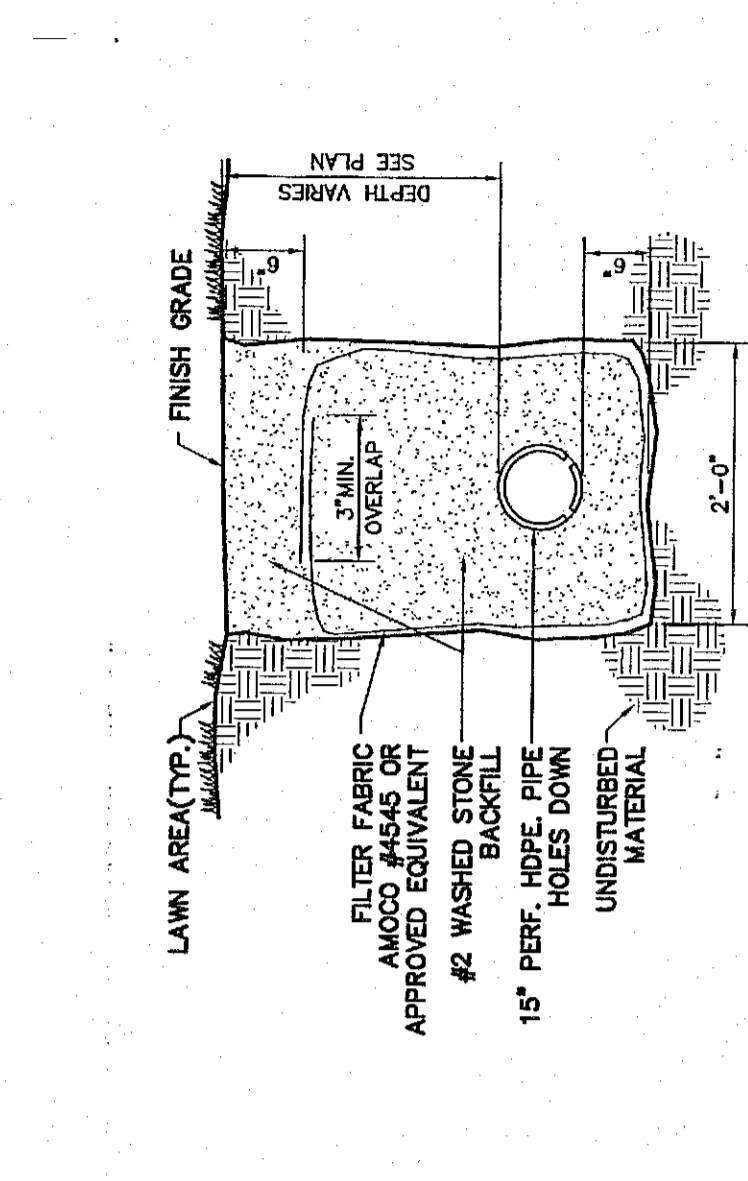 FINISH GRADE
LAWN AREA(TYP.)
DEPTH VARIES
SEE PLAN
6"
3"MIN.
OVERLAP
FILTER FABRIC
AMOCO #4545 OR
APPROVED EQUIVALENT
#2 WASHED STONE
BACKFILL
15" PERF. HDPE. PIPE
HOLES DOWN
6"
UNDISTURBED
MATERIAL
2'-0"